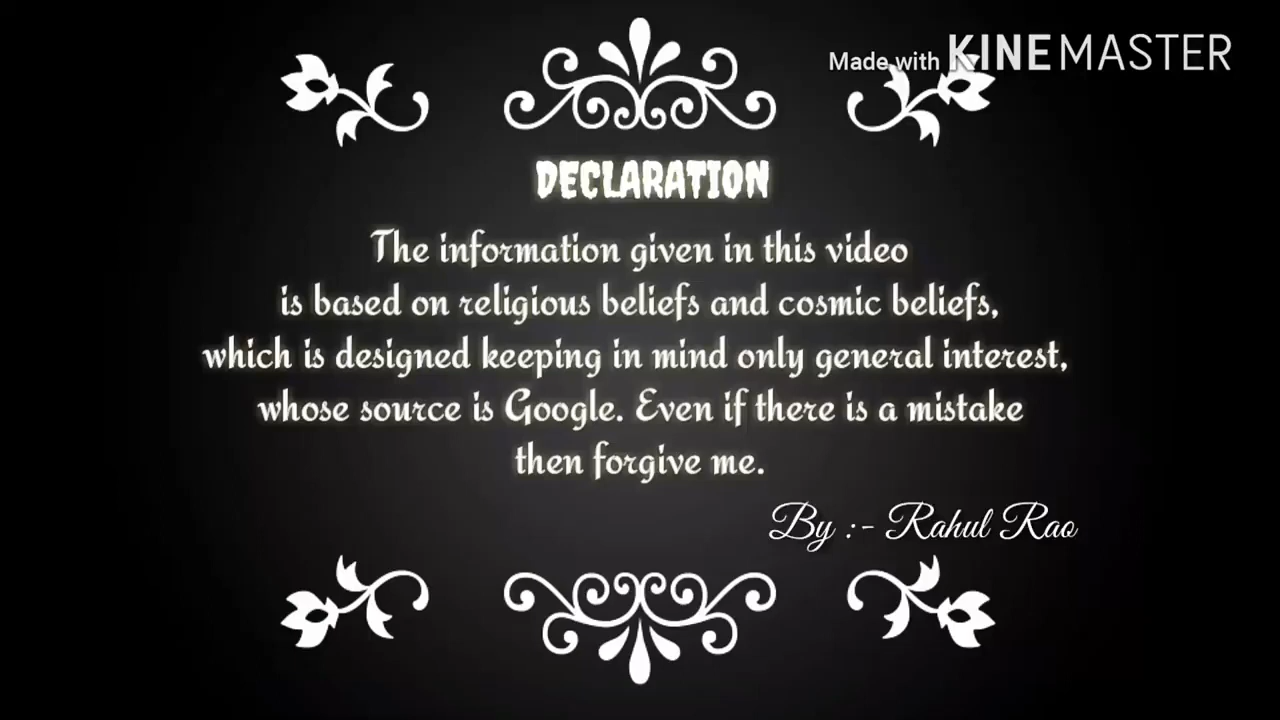 Made with KINEMASTER
DECLARATION
The information given in this video
is based on religious beliefs and cosmic beliefs,
which is designed keeping in mind only general interest,
whose source is Google. Even if there is a mistake
then forgive me.
By :- Rahul Rao